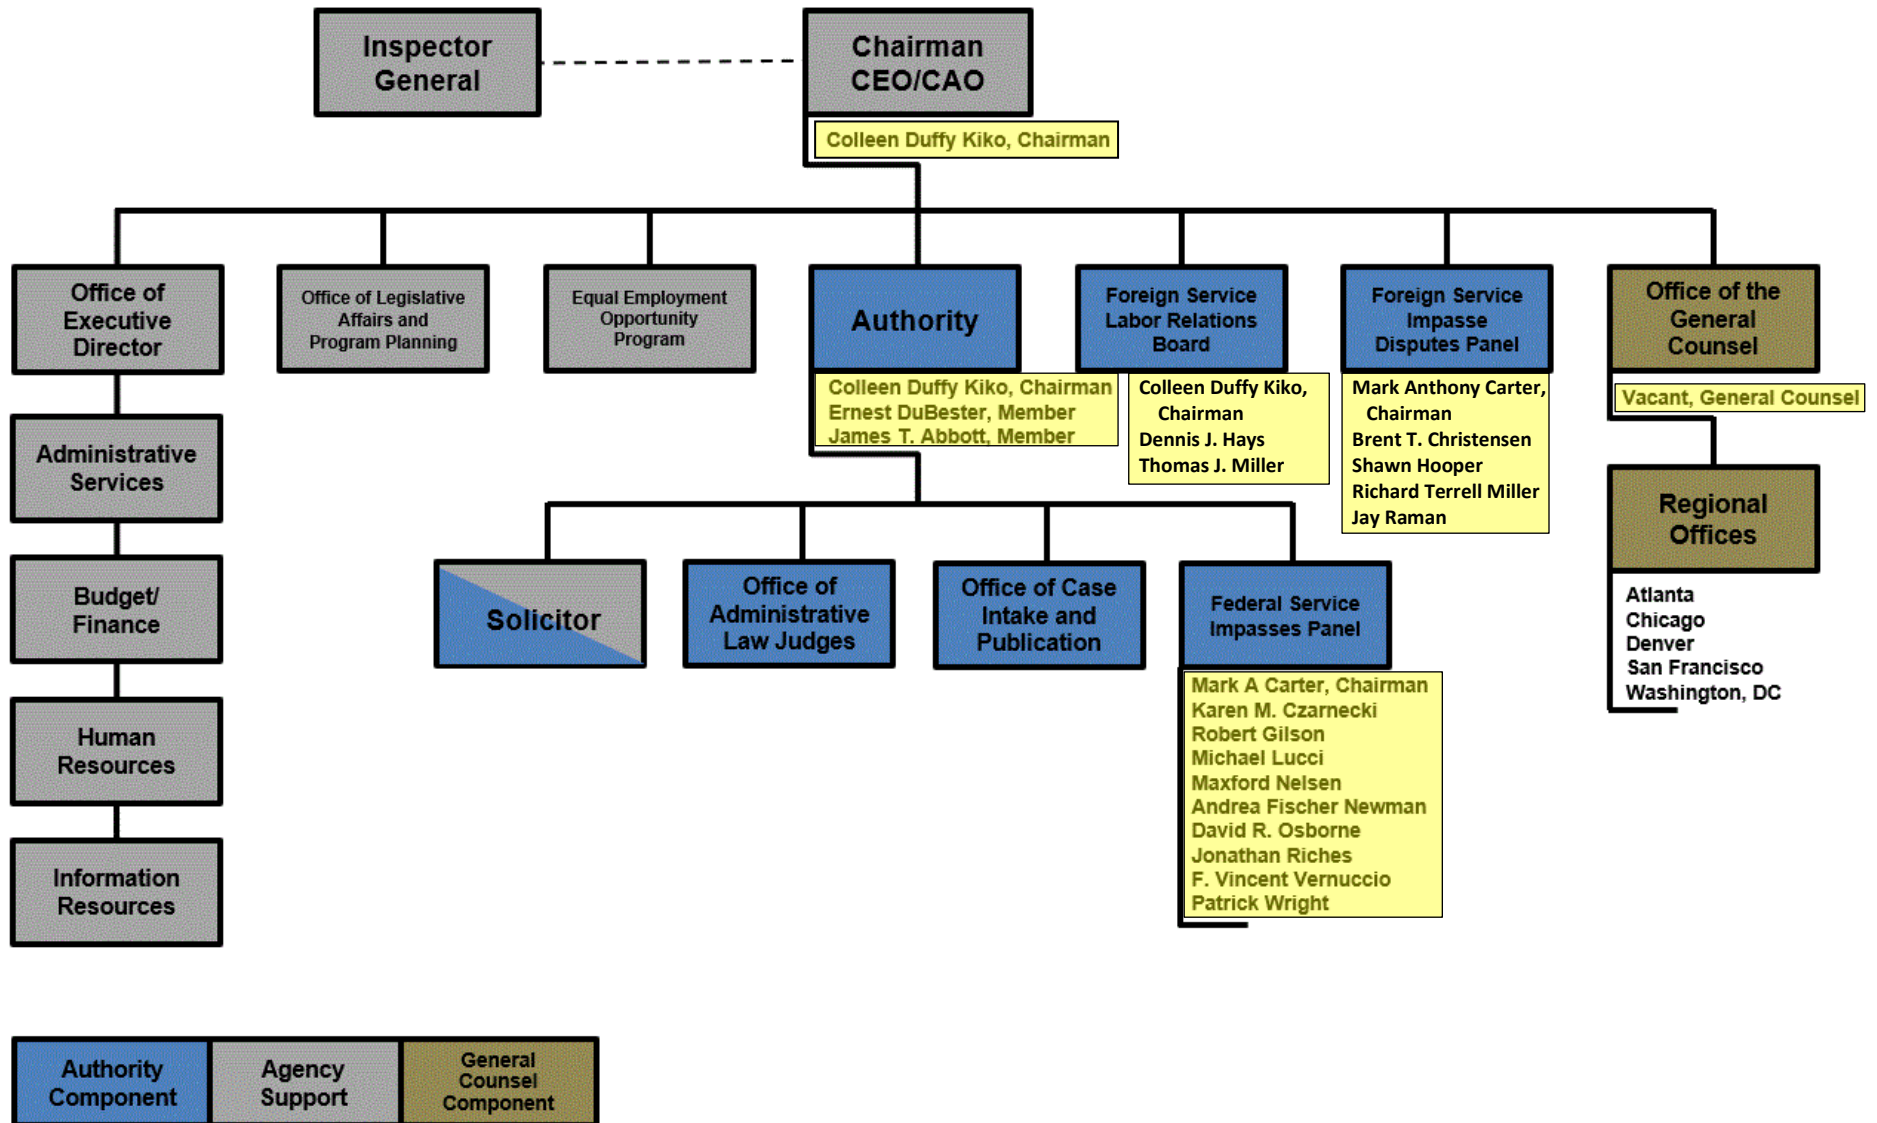 Inspector
General
Chairman
CEO/CAO
Colleen Duffy Kiko, Chairman
Office of
Executive
Director
Office of Legislative
Affairs and
Program Planning
Equal Employment
Opportunity
Program
Authority
Foreign Service
Labor Relations
Board
Foreign Service
Impasse
Disputes Panel
Office of the
General
Counsel
Colleen Duffy Kiko, Chairman
Ernest DuBester, Member
James T. Abbott, Member
Colleen Duffy Kiko,
Chairman
Dennis J. Hays
Thomas J. Miller
Mark Anthony Carter,
Chairman
Brent T. Christensen
Shawn Hooper
Richard Terrell Miller
Jay Raman
Vacant, General Counsel
Administrative
Services
Budget/
Finance
Human
Resources
Information
Resources
Solicitor
Office of
Administrative
Law Judges
Office of Case
Intake and
Publication
Federal Service
Impasses Panel
Mark A Carter, Chairman
Karen M. Czarnecki
Robert Gilson
Michael Lucci
Maxford Nelsen
Andrea Fischer Newman
David R. Osborne
Jonathan Riches
F. Vincent Vernuccio
Patrick Wright
Regional
Offices
Atlanta
Chicago
Denver
San Francisco
Washington, DC
Authority
Component
Agency
Support
General
Counsel
Component